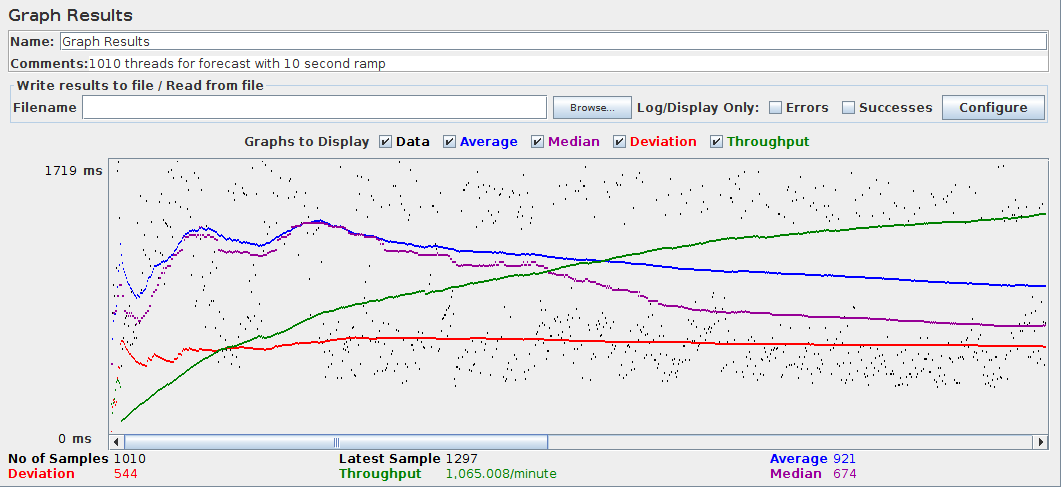 Graph Results
Name: Graph Results
Comments:1010 threads for forecast with 10 second ramp
Write results to file / Read from file
Filename Browse... Log/Display Only: Errors Successes Configure
Graphs to Display Data Average Median Deviation Throughput
1719 ms
0 ms
No of Samples 1010 Latest Sample 1297 Average 921
Deviation 544 Throughput 1,065.008/minute Median 674